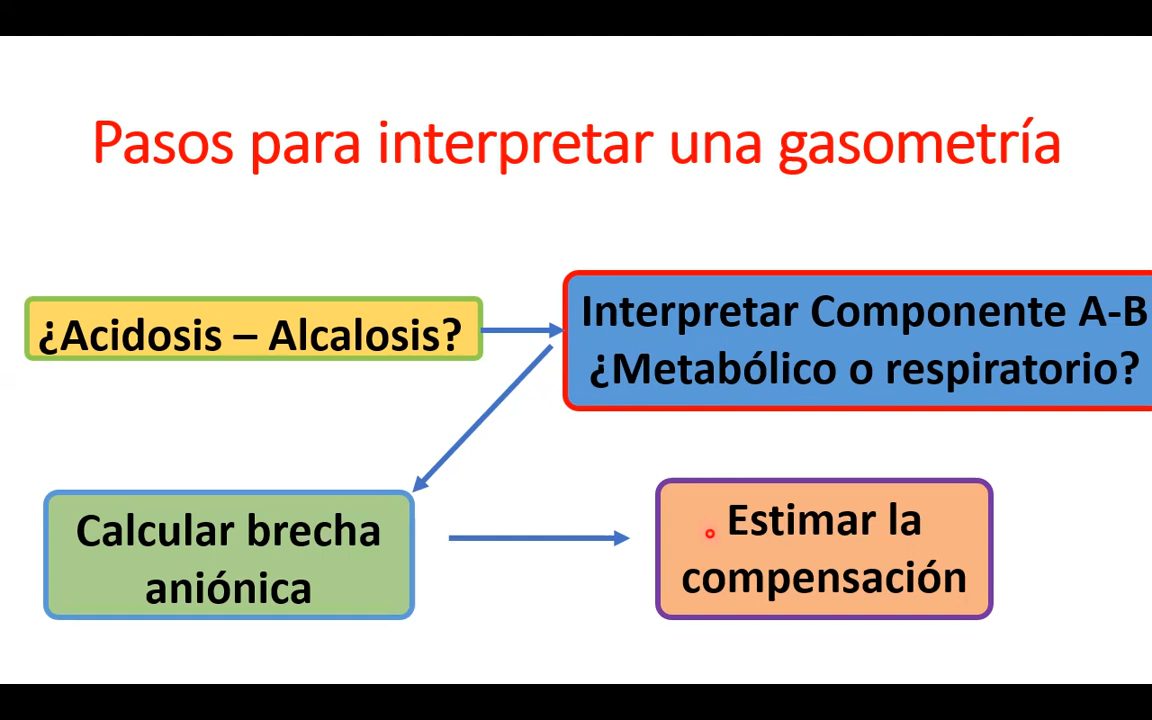 Pasos para interpretar una gasometría
¿Acidosis – Alcalosis?
Interpretar Componente A-B
¿Metabólico o respiratorio?
Calcular brecha
aniónica
Estimar la
compensación